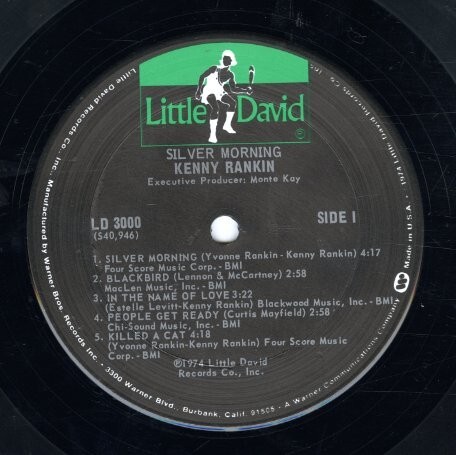 Little David
℗
SILVER MORNING
KENNY RANKIN
Executive Producer: Monte Kay
LD 3000
(S40,946)
SIDE 1
1. SILVER MORNING (Yvonne Rankin - Kenny Rankin) 4:17
Four Score Music Corp. - BMI
2. BLACKBIRD (Lennon & McCartney) 2:58
MacLen Music, Inc. - BMI
3. IN THE NAME OF LOVE 3:22
(Estelle Levitt-Kenny Rankin) Blackwood Music, Inc. - BMI
4. PEOPLE GET READY (Curtis Mayfield) 2:58
Chi-Sound Music, Inc. - BMI
5. KILLED A CAT 4:18
(Yvonne Rankin-Kenny Rankin) Four Score Music
Corp. - BMI
℗1974 Little David
Records Co., Inc.
Little David Records Co., Inc. Manufactured by Warner Bros. Records Inc. - 3300 Warner Blvd., Burbank, Calif. 91505 - A Warner Communications Company
Made in U.S.A.